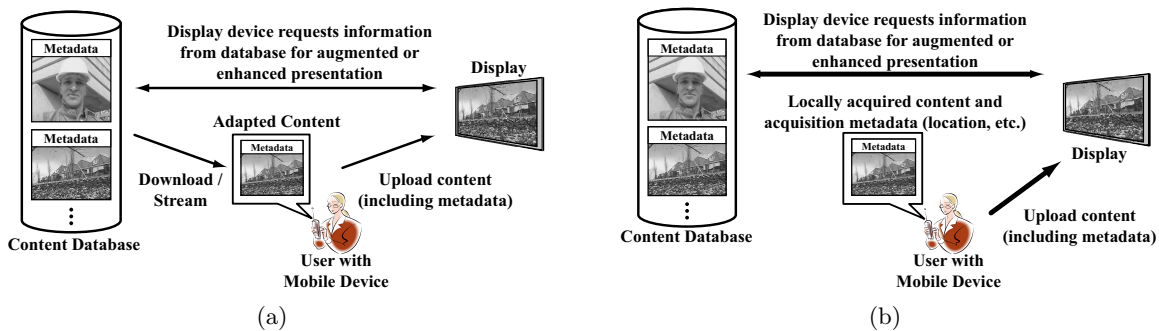 Metadata
Metadata
Content Database
Display device requests information
from database for augmented or
enhanced presentation
Display
Adapted Content
Metadata
Download /
Stream
Upload content
(including metadata)
User with
Mobile Device
(a)
Metadata
Metadata
Content Database
Display device requests information
from database for augmented or
enhanced presentation
Locally acquired content and
acquisition metadata (location, etc.)
Metadata
Display
Upload content
(including metadata)
User with
Mobile Device
(b)